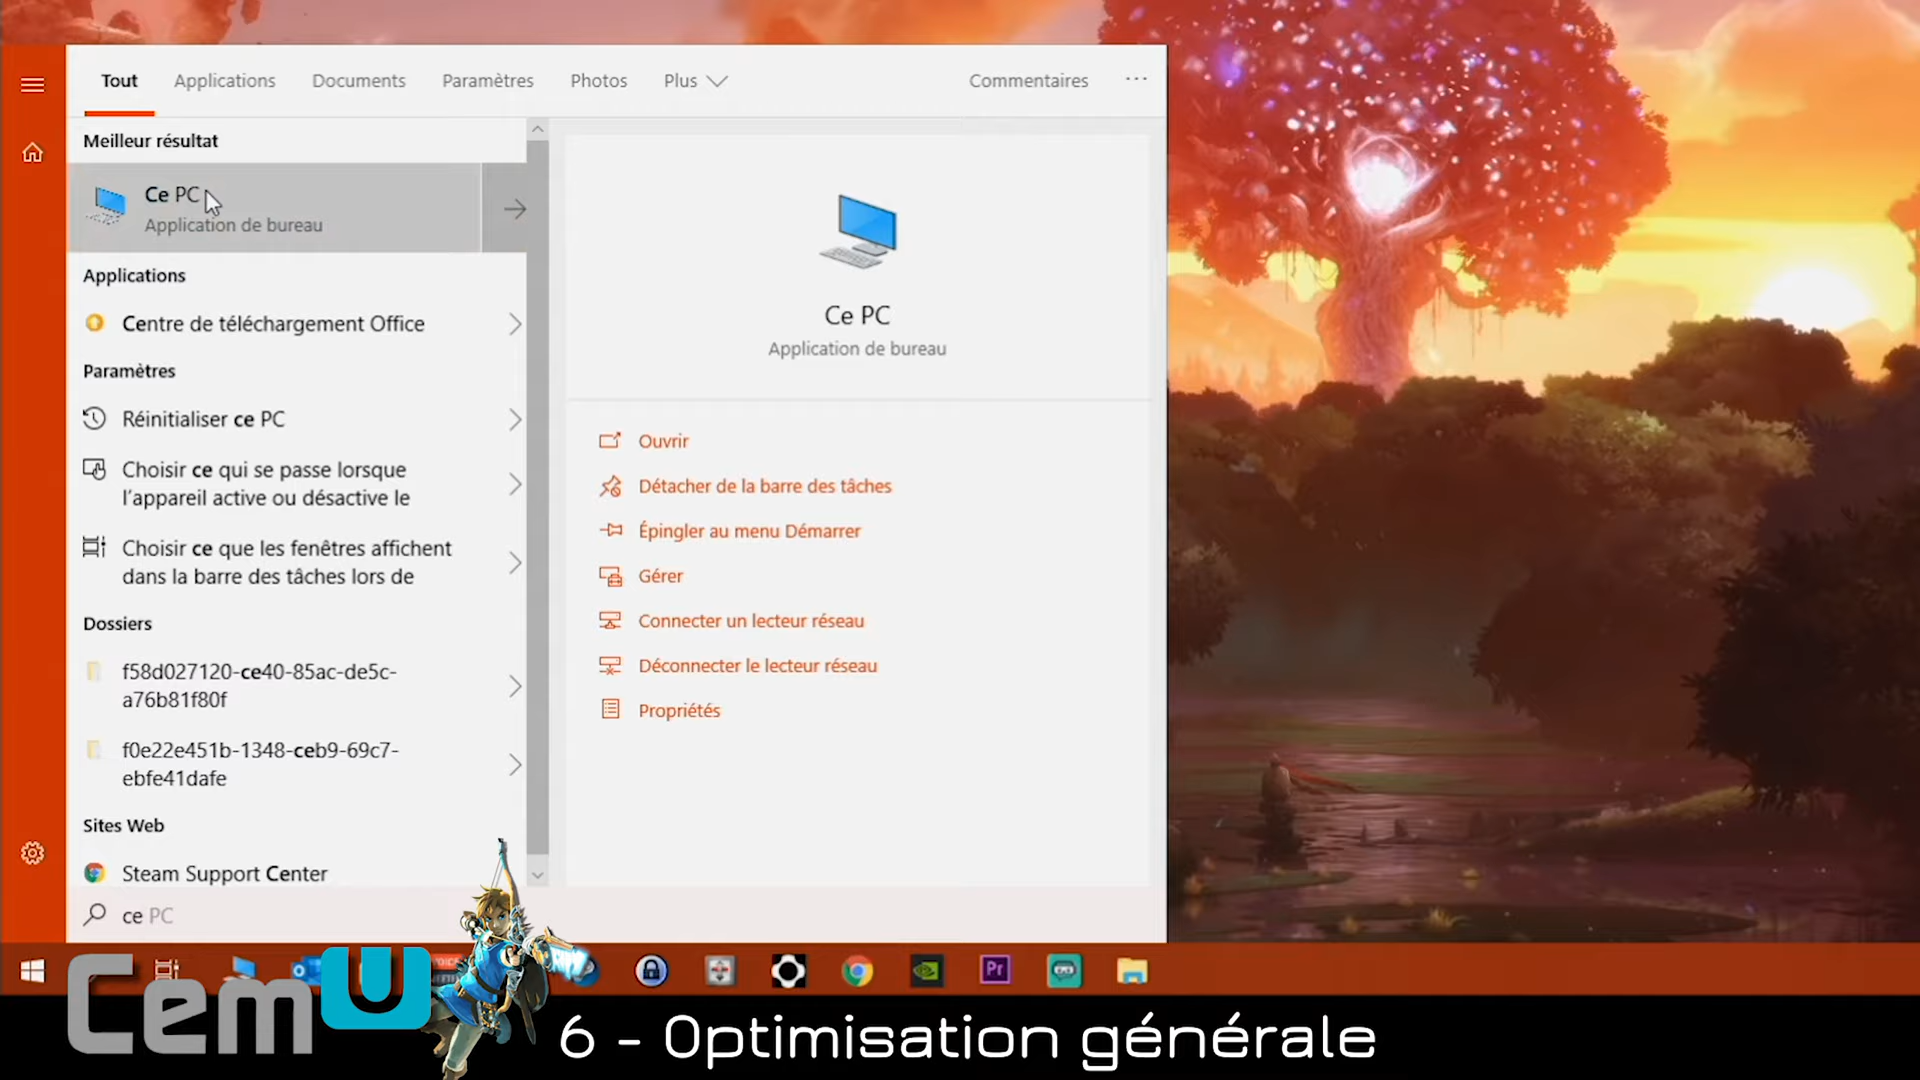 Tout Applications Documents Paramètres Photos Plus Commentaires ...
Meilleur résultat
Ce PC
Application de bureau
Applications
Centre de téléchargement Office
Paramètres
Réinitialiser ce PC
Choisir ce qui se passe lorsque
l'appareil active ou désactive le
Choisir ce que les fenêtres affichent
dans la barre des tâches lors de
Dossiers
f58d027120-ce40-85ac-de5c-
a76b81f80f
f0e22e451b-1348-ceb9-69c7-
ebfe41dafe
Sites Web
Steam Support Center
ce PC
Ce PC
Application de bureau
Ouvrir
Détacher de la barre des tâches
Épingler au menu Démarrer
Gérer
Connecter un lecteur réseau
Déconnecter le lecteur réseau
Propriétés
Pr
CemU
6 - Optimisation générale